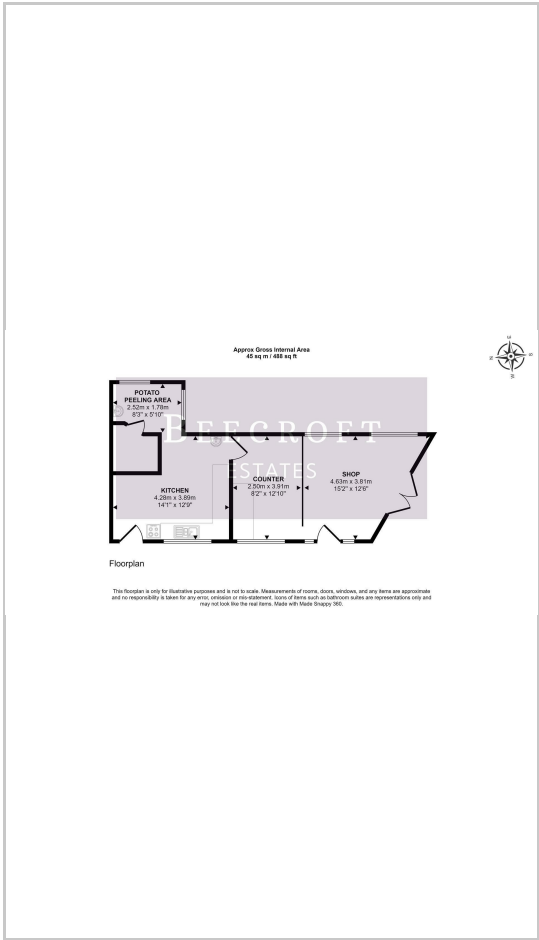 Approx Gross Internal Area
45 sq m / 488 sq ft
POTATO
PEELING AREA
2.52m x 1.78m
8'3" x 5'10"
BEECROFT
ESTATES
KITCHEN
4.28m x 3.89m
14'1" x 12'9"
COUNTER
2.50m x 3.91m
8'2" x 12'10"
SHOP
4.63m x 3.81m
15'2" x 12'6"
Floorplan
This floorplan is only for illustrative purposes and is not to scale. Measurements of rooms, doors, windows, and any items are approximate
and no responsibility is taken for any error, omission or mis-statement. Icons of items such as bathroom suites are representations only and
may not look like the real items. Made with Made Snappy 360.